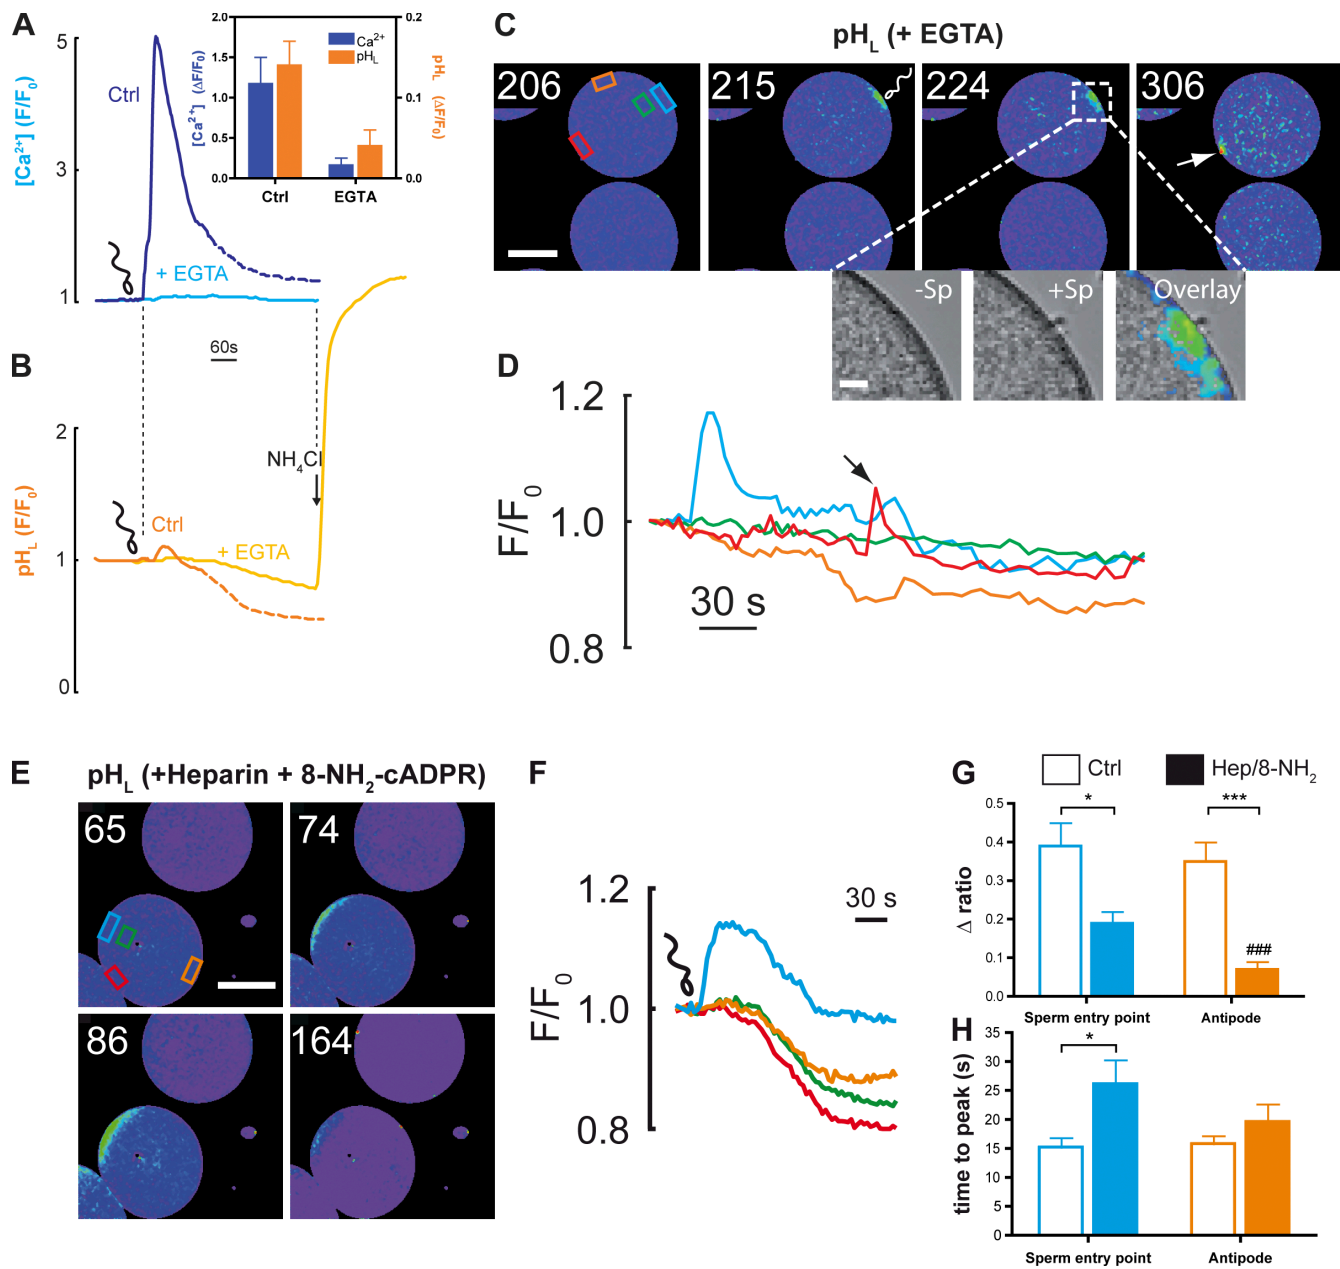 A
[Ca²⁺] (F/F₀)
5
3
1
Ctrl
+ EGTA
60s
[Ca²⁺] (ΔF/F₀)
2.0
1.5
1.0
0.5
0.0
Ca²⁺
pH_L
0.2
0.1
0.0
pH_L (ΔF/F₀)
Ctrl
EGTA
B
pH_L (F/F₀)
2
1
0
Ctrl
+ EGTA
NH₄Cl
C
pH_L (+ EGTA)
206
215
224
306
-Sp
+Sp
Overlay
D
F/F₀
1.2
1.0
0.8
30 s
E
pH_L (+Heparin + 8-NH₂-cADPR)
65
74
86
164
F
F/F₀
1.2
1.0
0.8
30 s
G
Ctrl
Hep/8-NH₂
Δ ratio
0.5
0.4
0.3
0.2
0.1
0.0
*
***
###
Sperm entry point
Antipode
H
time to peak (s)
35
30
25
20
15
10
5
0
*
Sperm entry point
Antipode